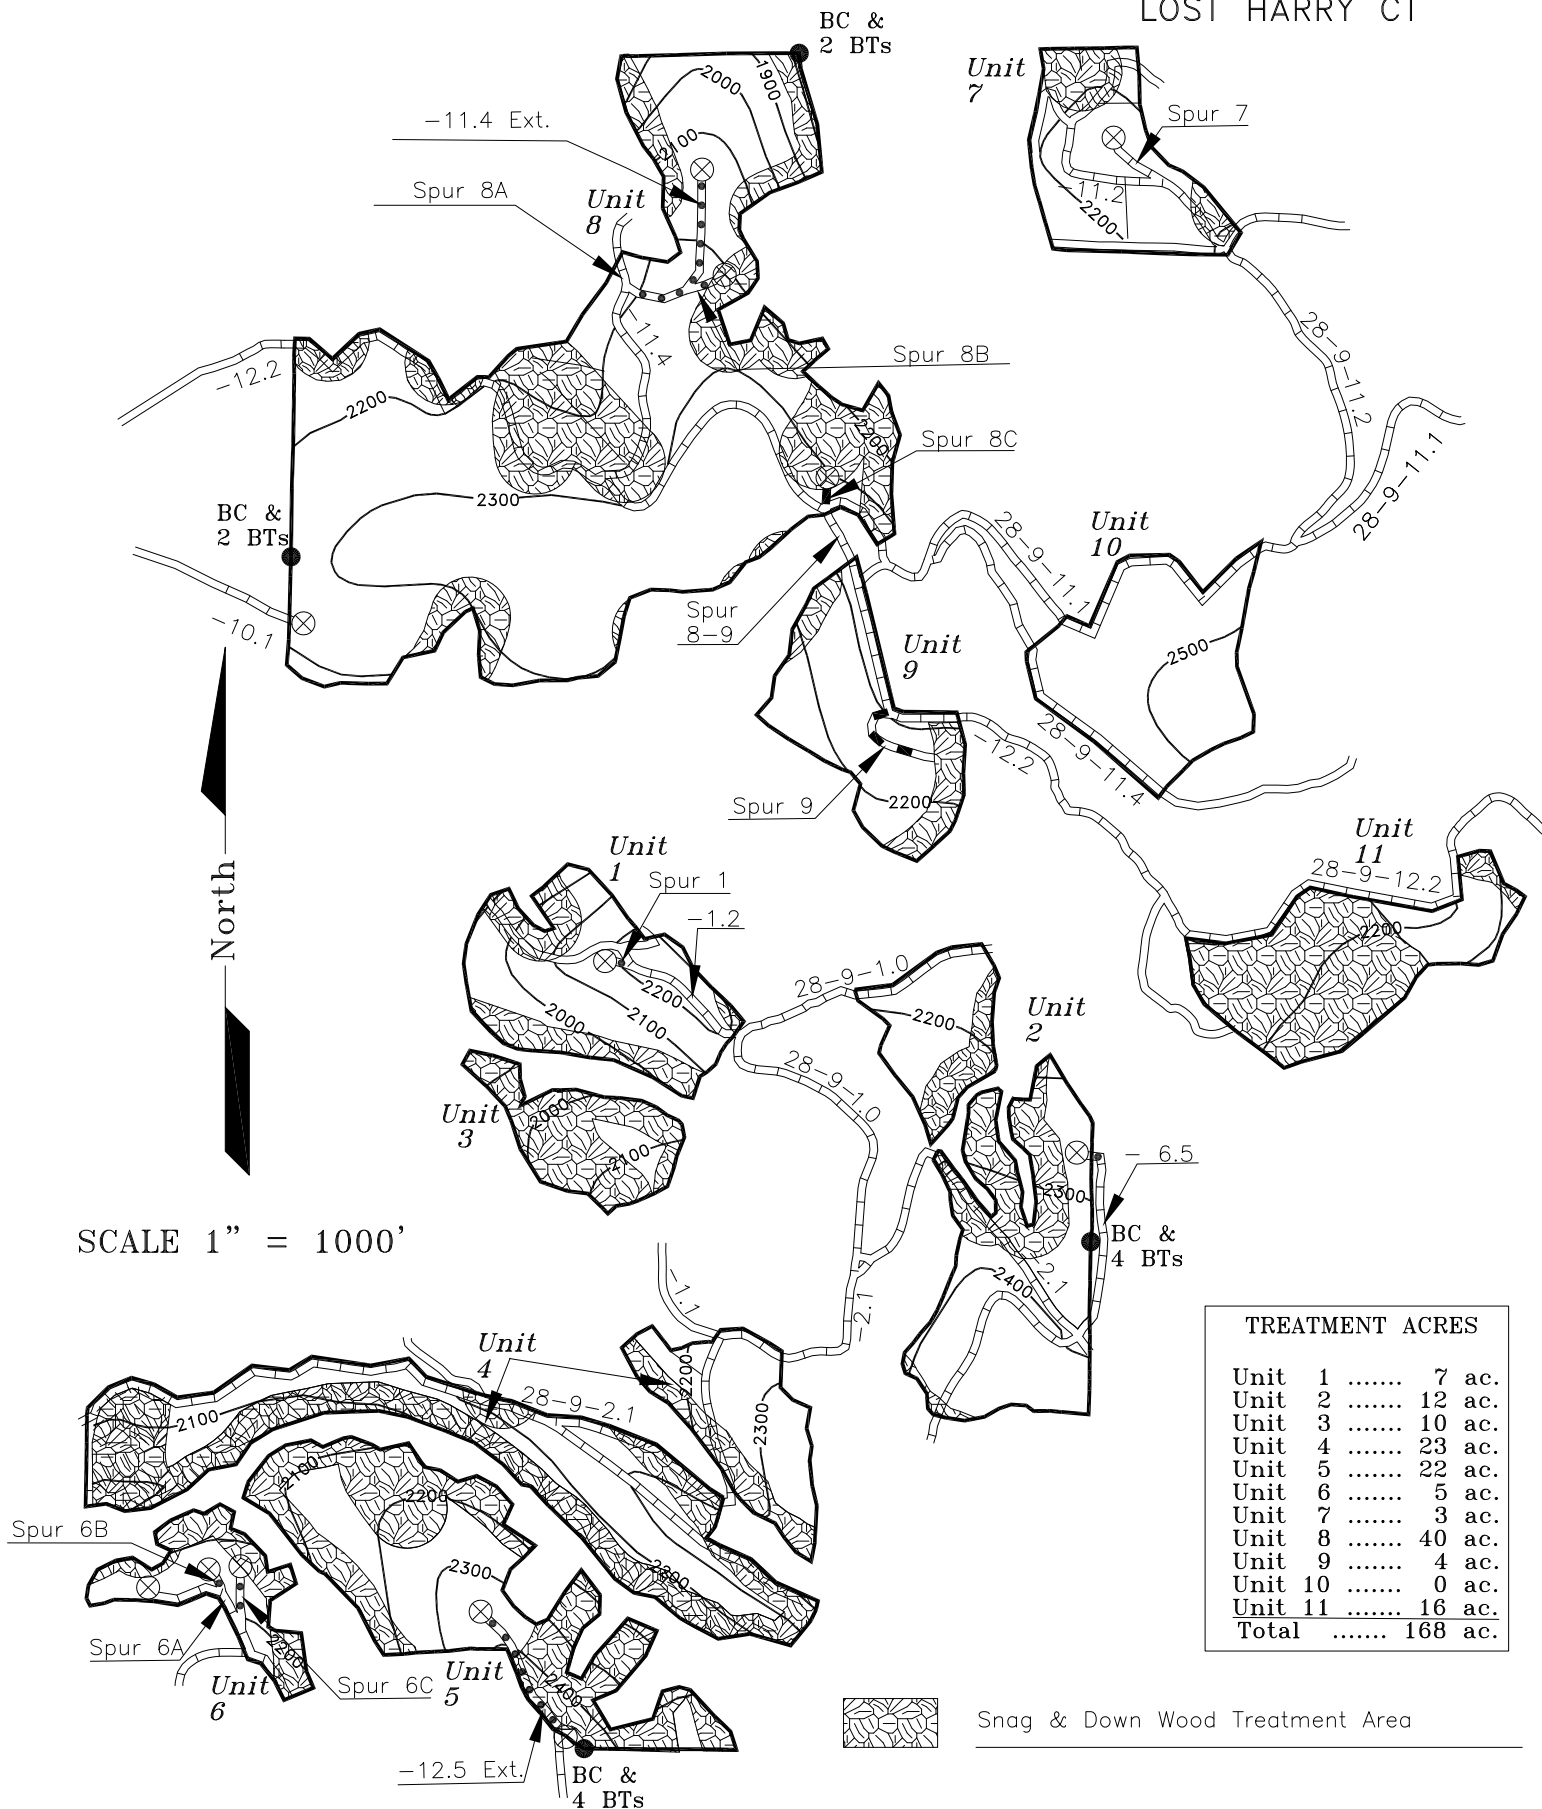 LOST HARRY CT
BC &
2 BTs
Unit
7
-11.4 Ext.
2000
1900
Spur 7
2100
Spur 8A
Unit
8
-11.2
2200
28-9-11.2
-11.4
-12.2
2200
Spur 8B
2200
Spur 8C
28-9-11.1
2300
BC &
2 BTs
28-9-11.1
Unit
10
-10.1
Spur
8-9
Unit
9
2500
28-9-11.4
-12.2
Spur 9
2200
Unit
11
28-9-12.2
2200
Unit
1
Spur 1
-1.2
2200
2100
2000
North
28-9-1.0
2200
Unit
2
28-9-1.0
Unit
3
2000
2100
- 6.5
2300
BC &
4 BTs
-2.1
2400
SCALE 1" = 1000'
-1.1
-2.1
Unit
4
2200
28-9-2.1
2100
2300
2100
2200
2300
2300
Spur 6B
Spur 6A
2200
Unit
6
Spur 6C
Unit
5
2400
-12.5 Ext.
BC &
4 BTs
TREATMENT ACRES
Unit 1 ....... 7 ac.
Unit 2 ....... 12 ac.
Unit 3 ....... 10 ac.
Unit 4 ....... 23 ac.
Unit 5 ....... 22 ac.
Unit 6 ....... 5 ac.
Unit 7 ....... 3 ac.
Unit 8 ....... 40 ac.
Unit 9 ....... 4 ac.
Unit 10 ....... 0 ac.
Unit 11 ....... 16 ac.
Total ....... 168 ac.
Snag & Down Wood Treatment Area